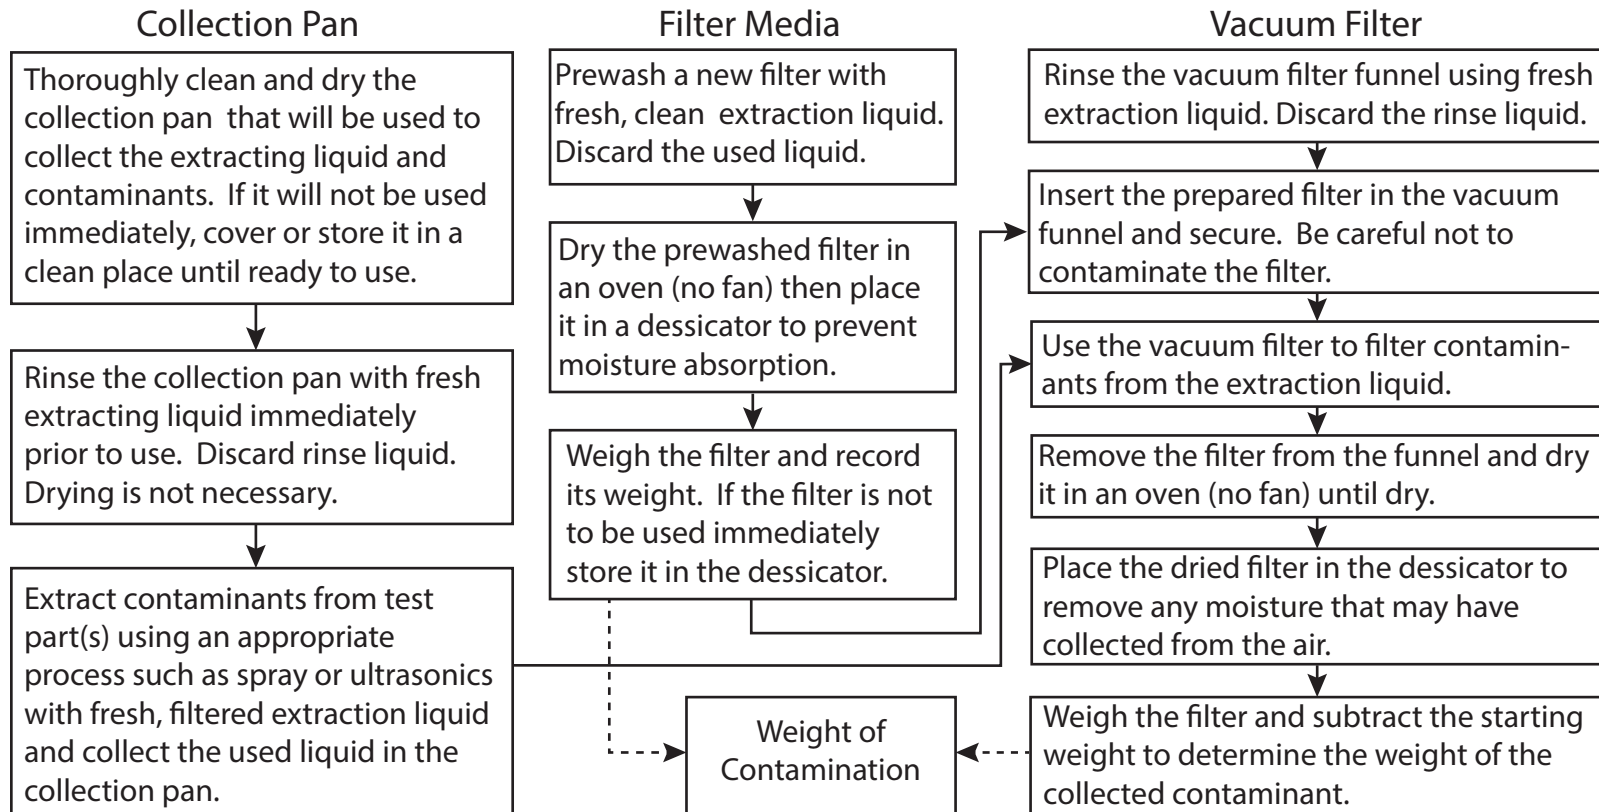 Collection Pan
Thoroughly clean and dry the
collection pan  that will be used to
collect the extracting liquid and
contaminants.  If it will not be used
immediately, cover or store it in a
clean place until ready to use.
Rinse the collection pan with fresh
extracting liquid immediately
prior to use.  Discard rinse liquid.
Drying is not necessary.
Extract contaminants from test
part(s) using an appropriate
process such as spray or ultrasonics
with fresh, filtered extraction liquid
and collect the used liquid in the
collection pan.
Filter Media
Prewash a new filter with
fresh, clean  extraction liquid.
Discard the used liquid.
Dry the prewashed filter in
an oven (no fan) then place
it in a dessicator to prevent
moisture absorption.
Weigh the filter and record
its weight.  If the filter is not
to be used immediately
store it in the dessicator.
Weight of
Contamination
Vacuum Filter
Rinse the vacuum filter funnel using fresh
extraction liquid. Discard the rinse liquid.
Insert the prepared filter in the vacuum
funnel and secure.  Be careful not to
contaminate the filter.
Use the vacuum filter to filter contamin-
ants from the extraction liquid.
Remove the filter from the funnel and dry
it in an oven (no fan) until dry.
Place the dried filter in the dessicator to
remove any moisture that may have
collected from the air.
Weigh the filter and subtract the starting
weight to determine the weight of the
collected contaminant.